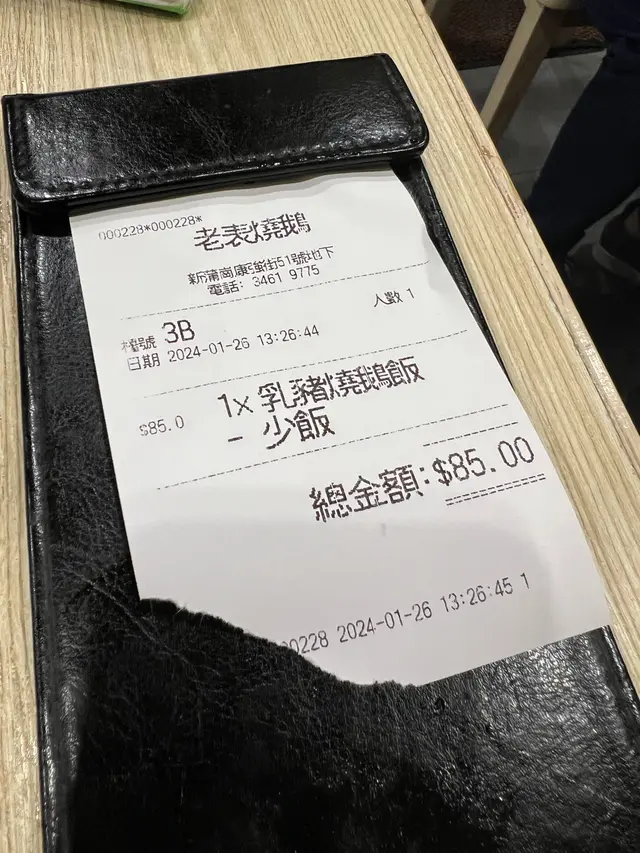 000228*000228*
老表燒鵝
新蒲崗康強街51號地下
電話: 3461 9775
檯號 3B
人數 1
日期 2024-01-26 13:26:44
$85.0 1x 乳豬燒鵝飯
- 少飯
總金額:$85.00
00228 2024-01-26 13:26:45 1